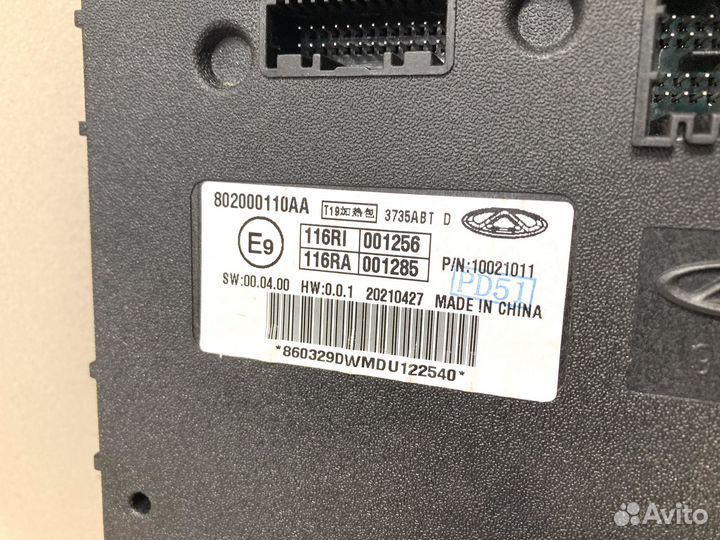 802000110AA T19加热包 3735ABT D
E9
116RI 001256
116RA 001285
P/N:10021011
PD51
SW:00.04.00 HW:0.0.1 20210427 MADE IN CHINA
*860329DWMDU122540*
Avito